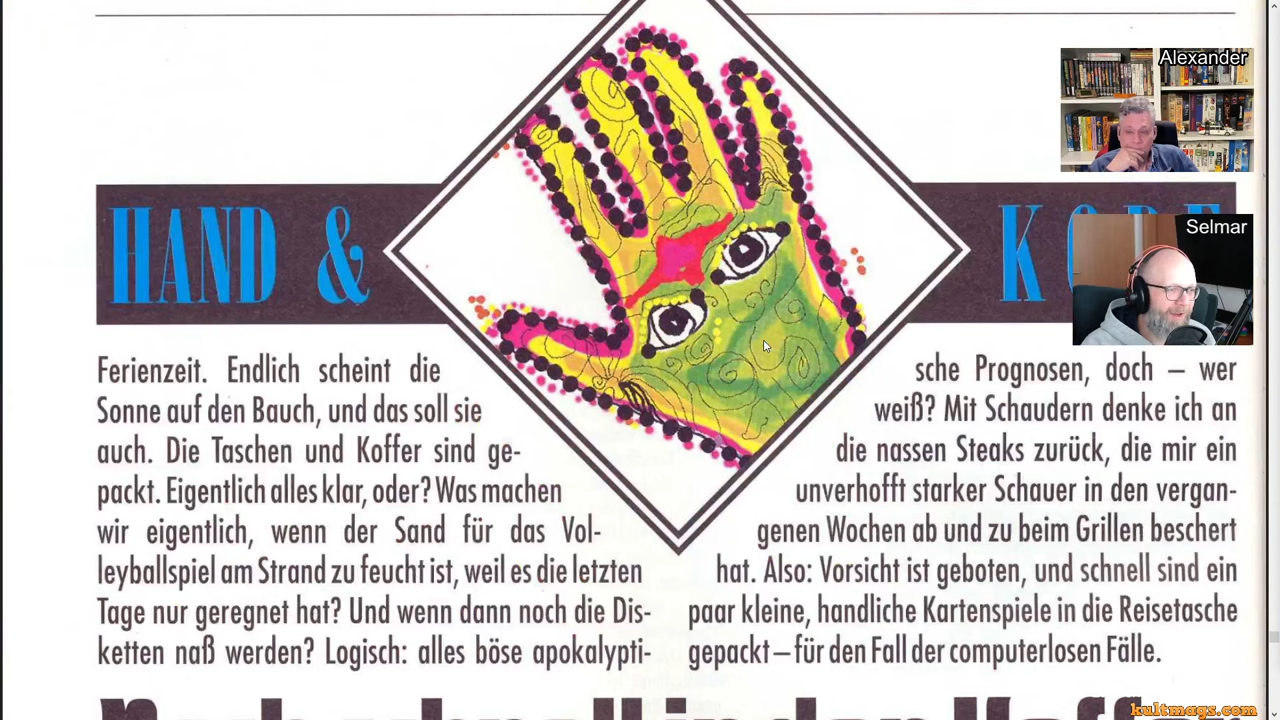 Alexander
HAND &
Selmar
Ferienzeit. Endlich scheint die
Sonne auf den Bauch, und das soll sie
auch. Die Taschen und Koffer sind ge-
packt. Eigentlich alles klar, oder? Was machen
wir eigentlich, wenn der Sand für das Vol-
leyballspiel am Strand zu feucht ist, weil es die letzten
Tage nur geregnet hat? Und wenn dann noch die Dis-
ketten naß werden? Logisch: alles böse apokalypti-
sche Prognosen, doch – wer
weiß? Mit Schaudern denke ich an
die nassen Steaks zurück, die mir ein
unverhofft starker Schauer in den vergan-
genen Wochen ab und zu beim Grillen beschert
hat. Also: Vorsicht ist geboten, und schnell sind ein
paar kleine, handliche Kartenspiele in die Reisetasche
gepackt – für den Fall der computerlosen Fälle.
kultmags.com